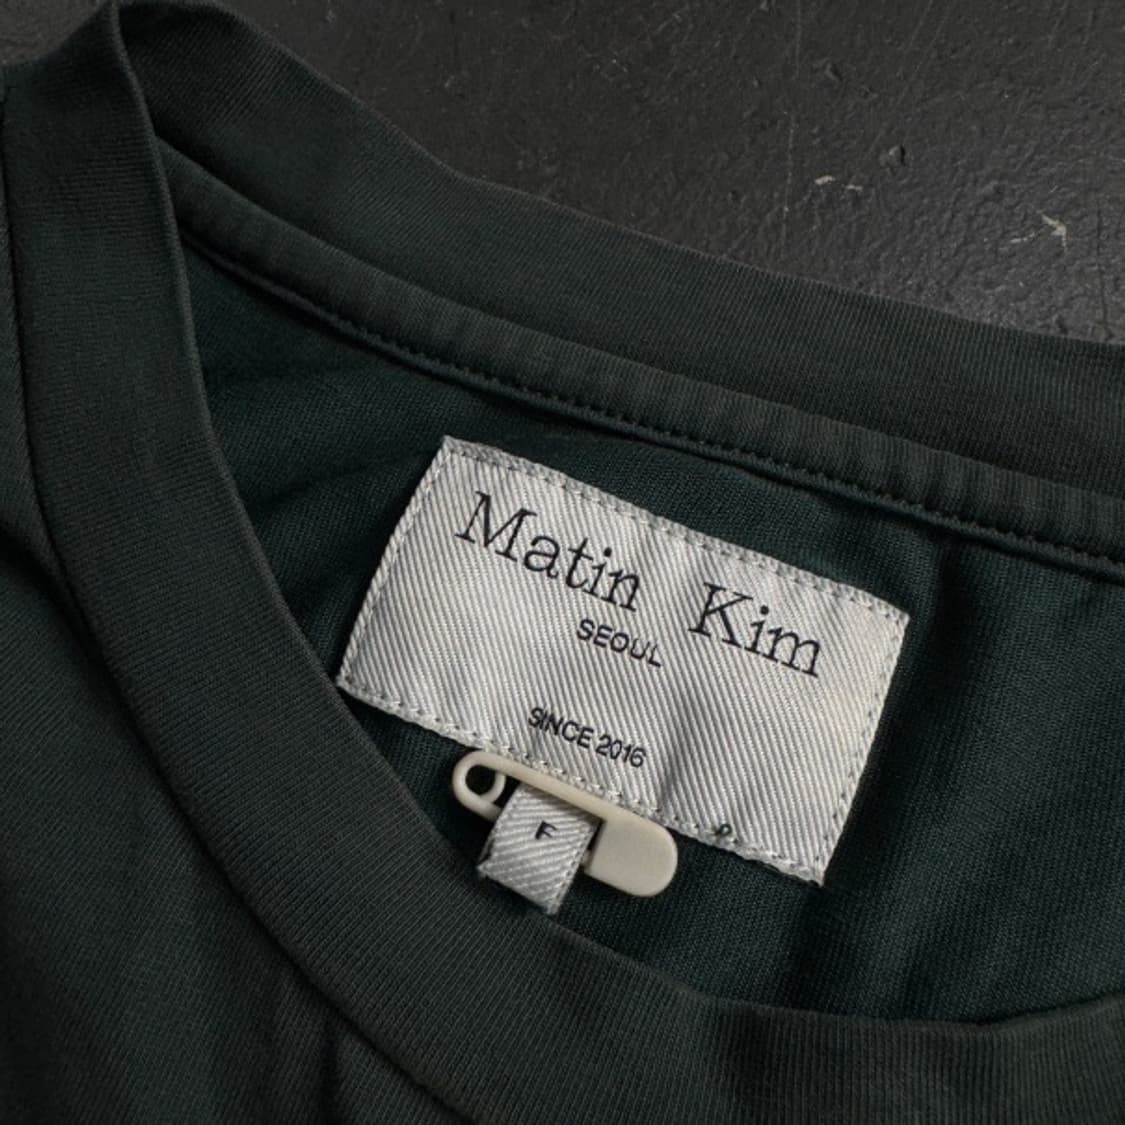 Matin Kim
SEOUL
SINCE 2016
F